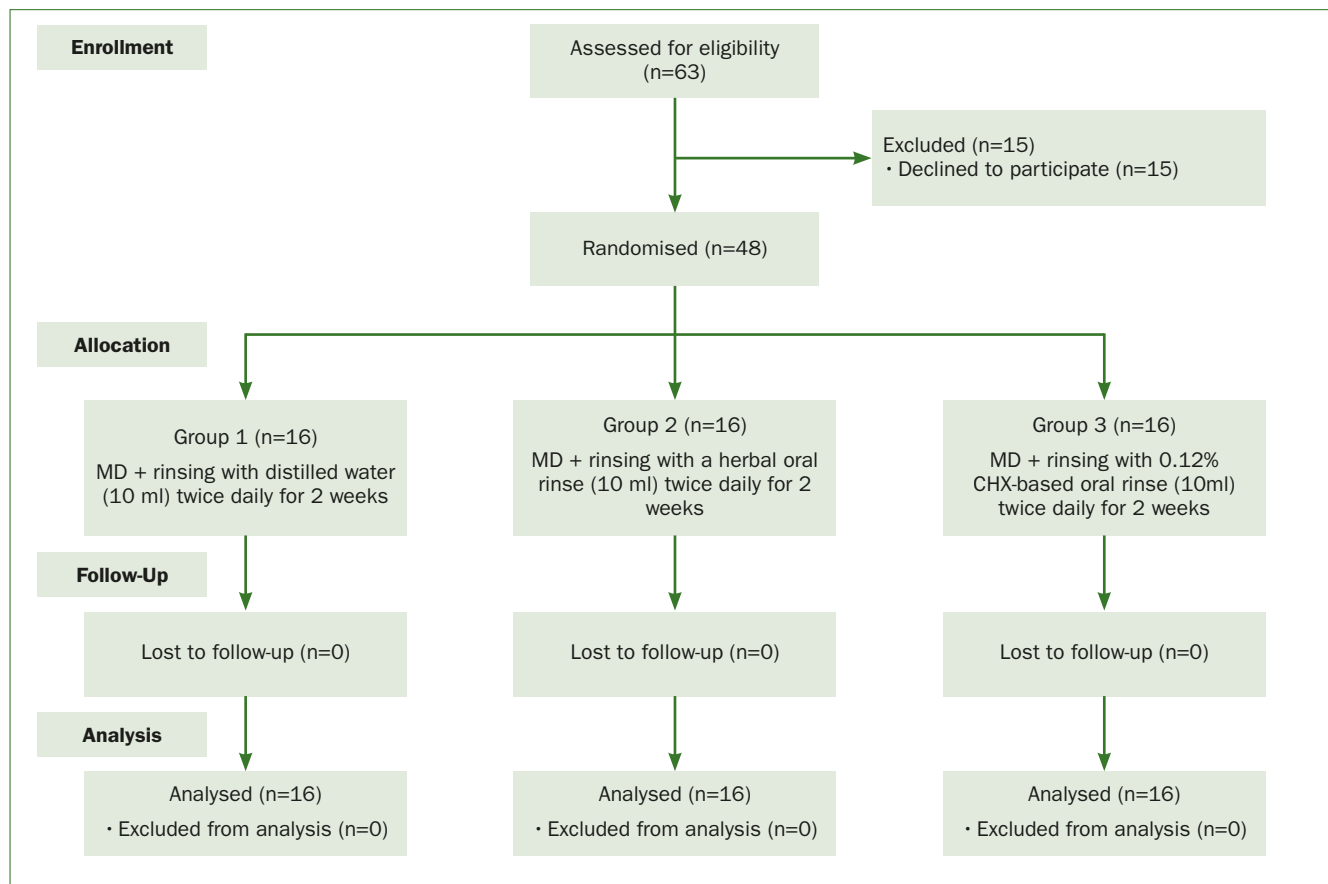 Enrollment
Assessed for eligibility
(n=63)
Excluded (n=15)
· Declined to participate (n=15)
Randomised (n=48)
Allocation
Group 1 (n=16)
MD + rinsing with distilled water
(10 ml) twice daily for 2 weeks
Group 2 (n=16)
MD + rinsing with a herbal oral
rinse (10 ml) twice daily for 2
weeks
Group 3 (n=16)
MD + rinsing with 0.12%
CHX-based oral rinse (10ml)
twice daily for 2 weeks
Follow-Up
Lost to follow-up (n=0)
Lost to follow-up (n=0)
Lost to follow-up (n=0)
Analysis
Analysed (n=16)
· Excluded from analysis (n=0)
Analysed (n=16)
· Excluded from analysis (n=0)
Analysed (n=16)
· Excluded from analysis (n=0)